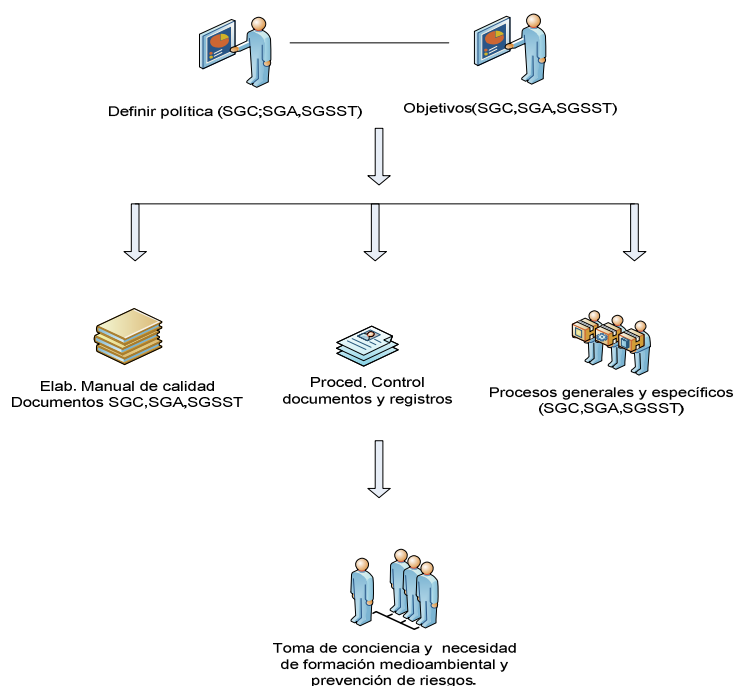 Definir política (SGC;SGA,SGSST)
Objetivos(SGC,SGA,SGSST)
Elab. Manual de calidad
Documentos SGC,SGA,SGSST
Proced. Control
documentos y registros
Procesos generales y específicos
(SGC,SGA,SGSST)
Toma de conciencia y necesidad
de formación medioambiental y
prevención de riesgos.